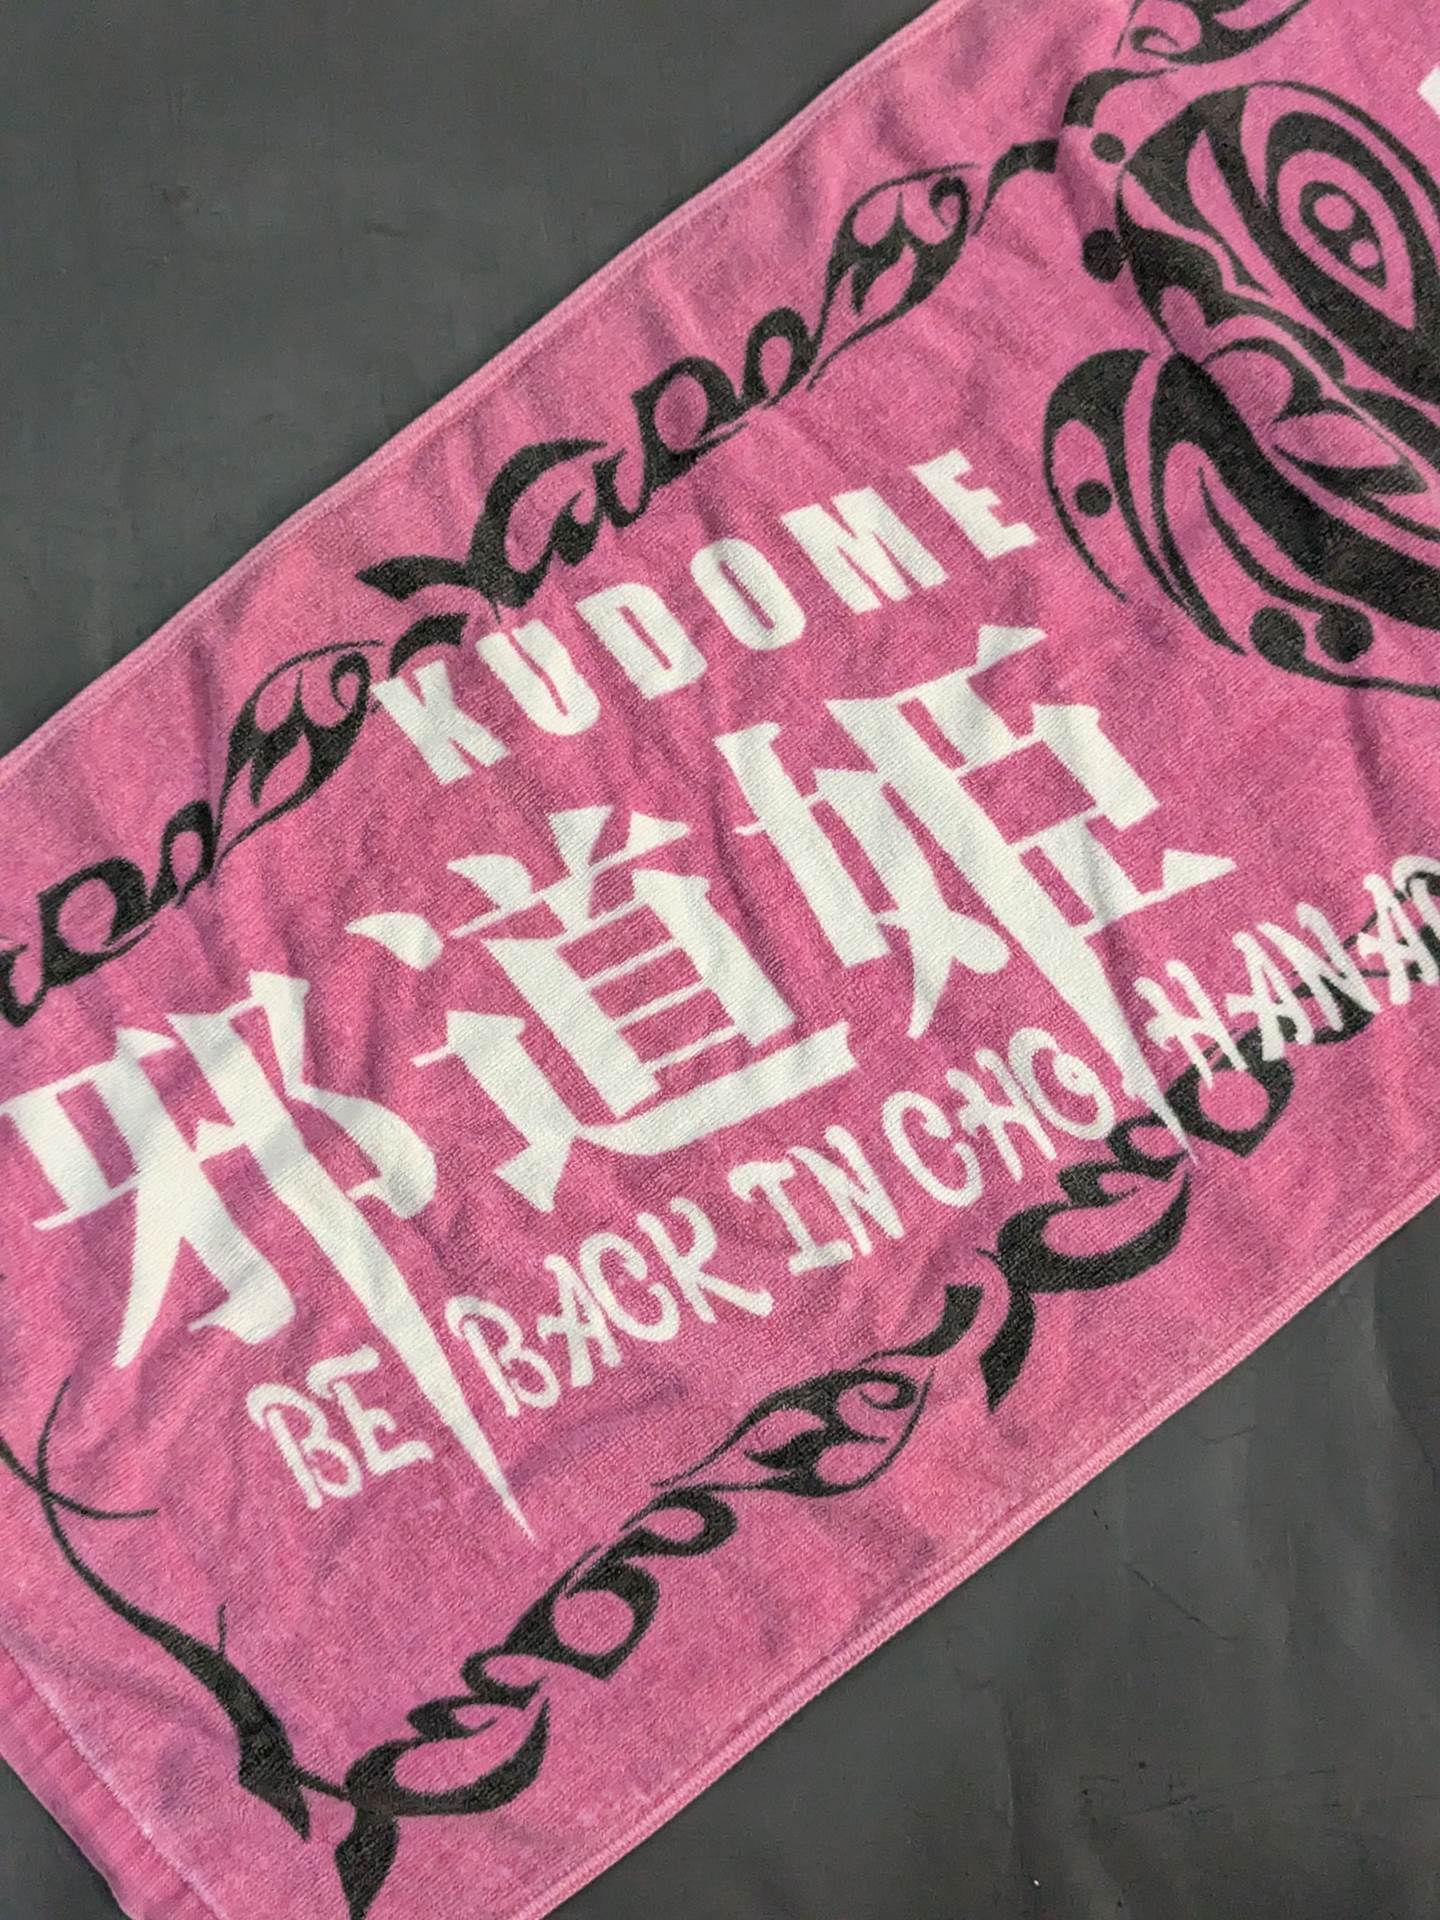 KUDOME
邪道姫
BE BACK IN CHO HANA